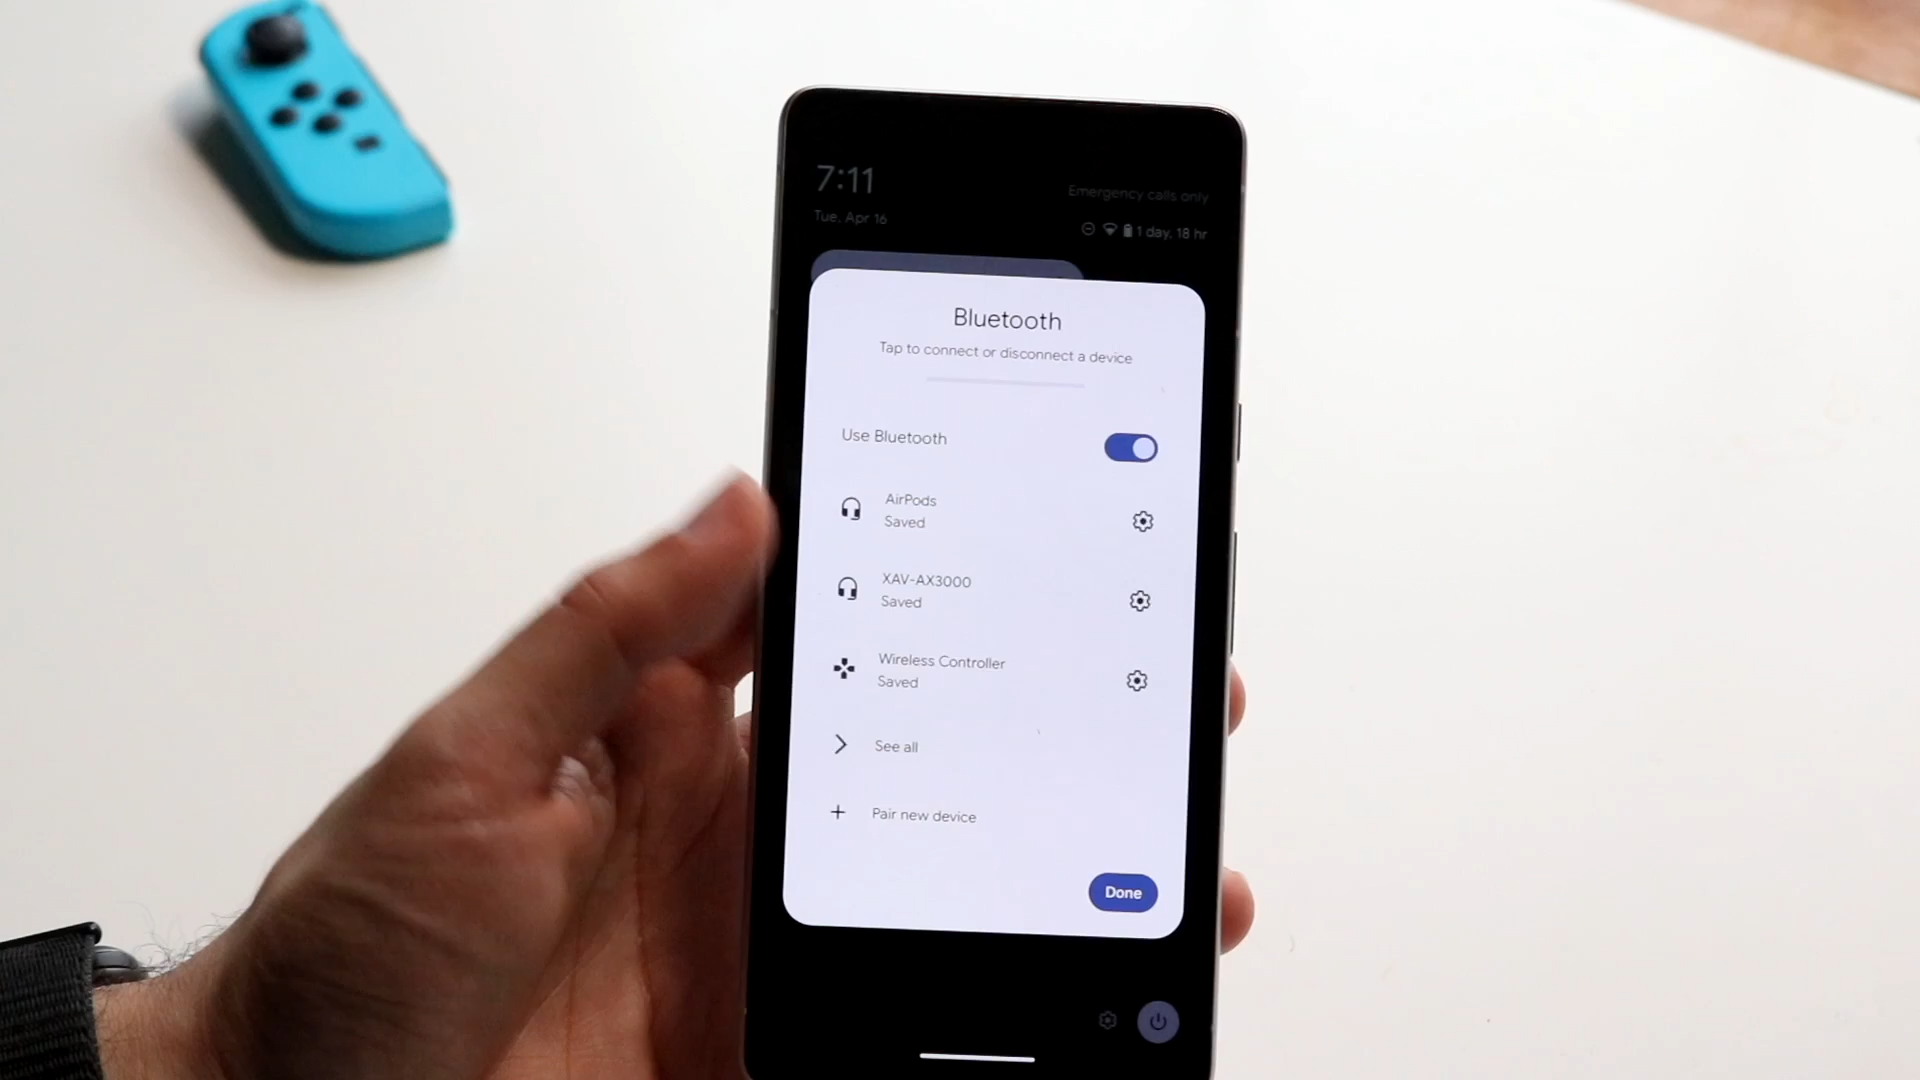 7:11
Emergency calls only
Tue, Apr 16
1 day, 18 hr
Bluetooth
Tap to connect or disconnect a device
Use Bluetooth
AirPods
Saved
XAV-AX3000
Saved
Wireless Controller
Saved
See all
Pair new device
Done